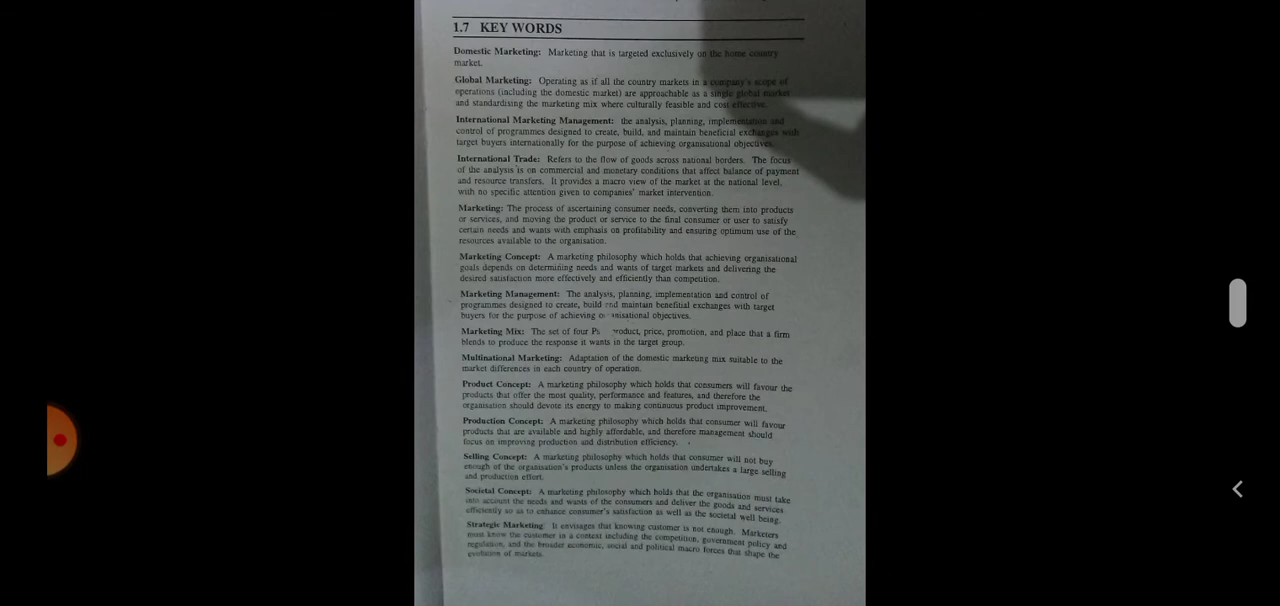 1.7 KEY WORDS
Domestic Marketing: Marketing that is targeted exclusively on the home country
market.
Global Marketing: Operating as if all the country markets in a company's scope of
operations (including the domestic market) are approachable as a single global market
and standardising the marketing mix where culturally feasible and cost effective.
International Marketing Management: the analysis, planning, implementation and
control of programmes designed to create, build, and maintain beneficial exchanges with
target buyers internationally for the purpose of achieving organisational objectives.
International Trade: Refers to the flow of goods across national borders. The focus
of the analysis is on commercial and monetary conditions that affect balance of payment
and resource transfers. It provides a macro view of the market at the national level,
with no specific attention given to companies' market intervention.
Marketing: The process of ascertaining consumer needs, converting them into products
or services, and moving the product or service to the final consumer or user to satisfy
certain needs and wants with emphasis on profitability and ensuring optimum use of the
resources available to the organisation.
Marketing Concept: A marketing philosophy which holds that achieving organisational
goals depends on determining needs and wants of target markets and delivering the
desired satisfaction more effectively and efficiently than competition.
Marketing Management: The analysis, planning, implementation and control of
programmes designed to create, build and maintain benefitial exchanges with target
buyers for the purpose of achieving organisational objectives.
Marketing Mix: The set of four Ps product, price, promotion, and place that a firm
blends to produce the response it wants in the target group.
Multinational Marketing: Adaptation of the domestic marketing mix suitable to the
market differences in each country of operation.
Product Concept: A marketing philosophy which holds that consumers will favour the
products that offer the most quality, performance and features, and therefore the
organisation should devote its energy to making continuous product improvement.
Production Concept: A marketing philosophy which holds that consumer will favour
products that are available and highly affordable, and therefore management should
focus on improving production and distribution efficiency.
Selling Concept: A marketing philosophy which holds that consumer will not buy
enough of the organisation's products unless the organisation undertakes a large selling
and production effort.
Societal Concept: A marketing philosophy which holds that the organisation must take
into account the needs and wants of the consumers and deliver the goods and services
efficiently so as to enhance consumer's satisfaction as well as the societal well being.
Strategic Marketing: It envisages that knowing customer is not enough. Marketers
must know the customer in a context including the competition, government policy and
regulation, and the broader economic, social and political macro forces that shape the
evolution of markets.